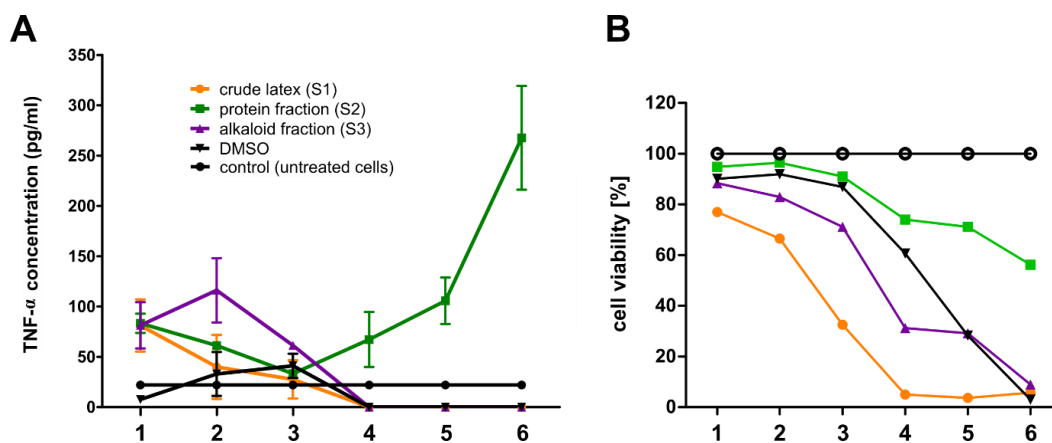 A
TNF-α concentration (pg/ml)
350
300
250
200
150
100
50
0
crude latex (S1)
protein fraction (S2)
alkaloid fraction (S3)
DMSO
control (untreated cells)
1 2 3 4 5 6
B
cell viability [%]
120
100
80
60
40
20
0
1 2 3 4 5 6